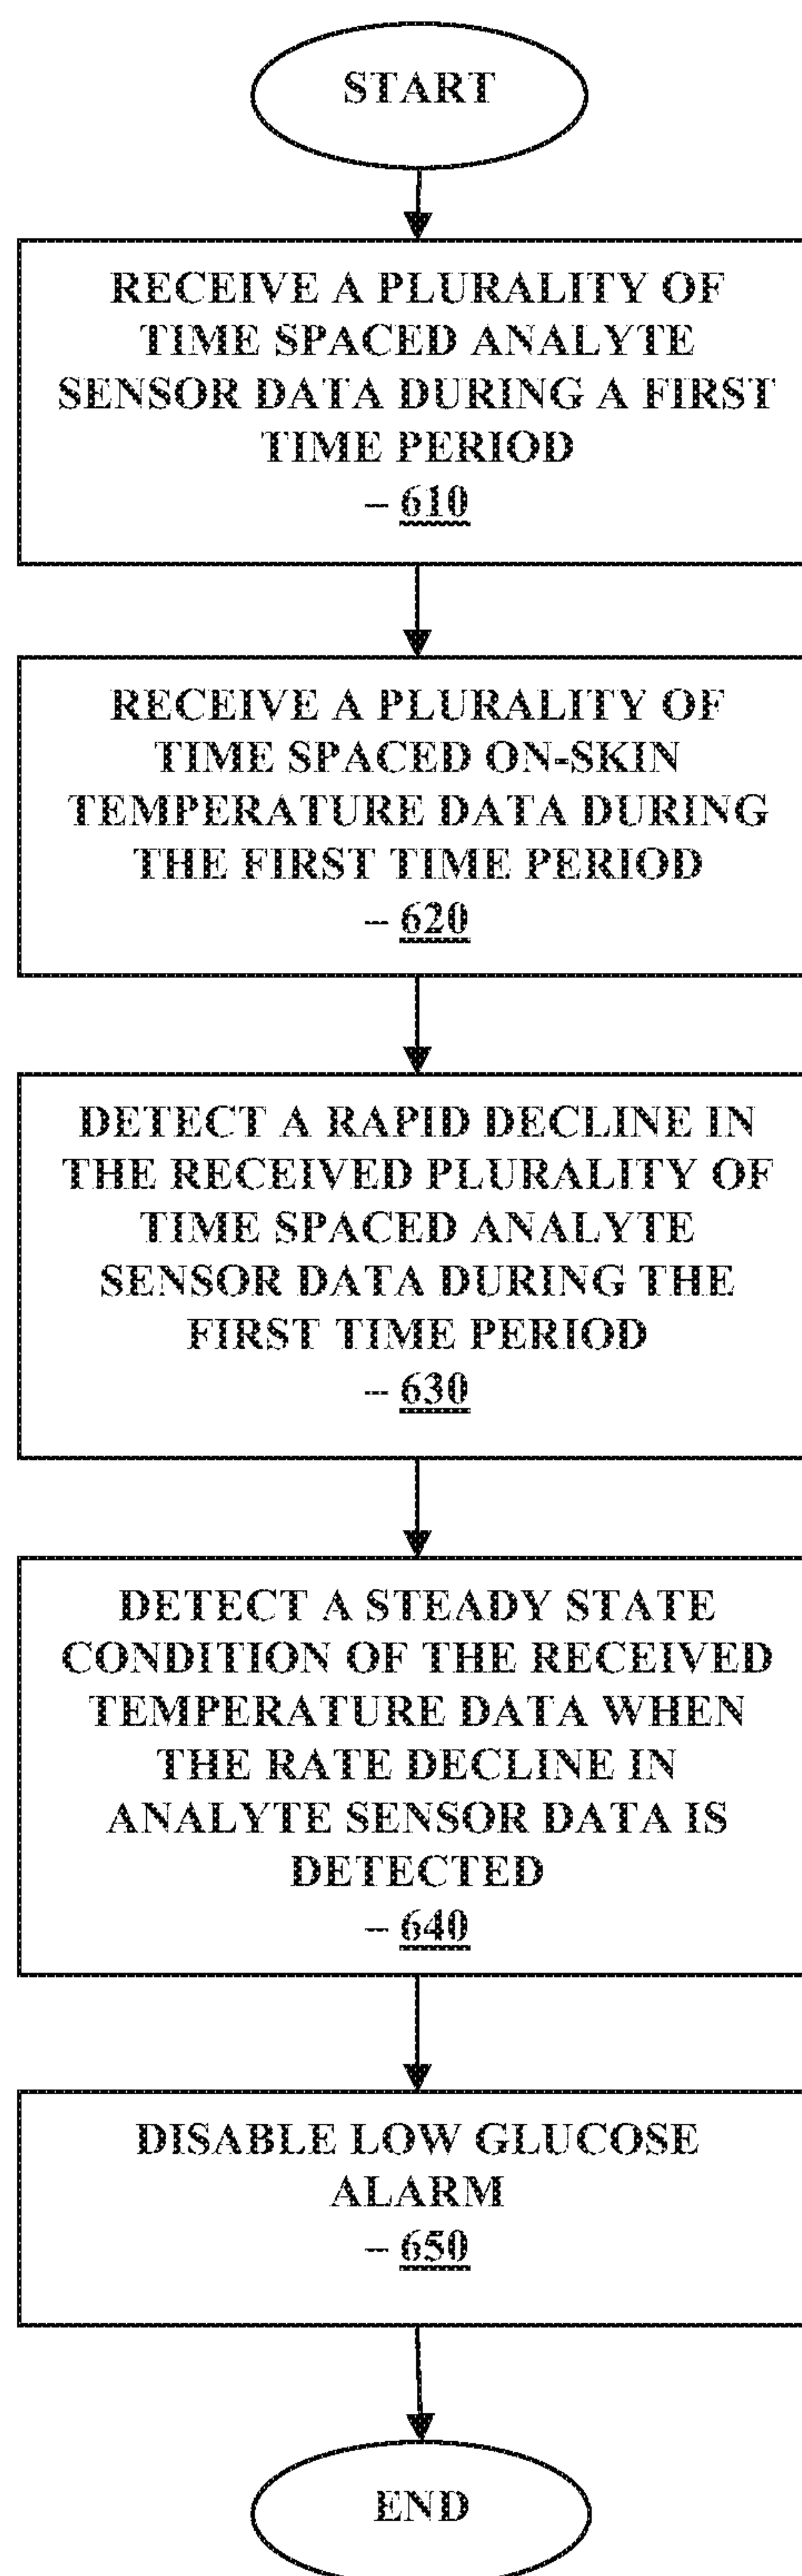 START
RECEIVE A PLURALITY OF
TIME SPACED ANALYTE
SENSOR DATA DURING A FIRST
TIME PERIOD
– 610
RECEIVE A PLURALITY OF
TIME SPACED ON-SKIN
TEMPERATURE DATA DURING
THE FIRST TIME PERIOD
– 620
DETECT A RAPID DECLINE IN
THE RECEIVED PLURALITY OF
TIME SPACED ANALYTE
SENSOR DATA DURING THE
FIRST TIME PERIOD
– 630
DETECT A STEADY STATE
CONDITION OF THE RECEIVED
TEMPERATURE DATA WHEN
THE RATE DECLINE IN
ANALYTE SENSOR DATA IS
DETECTED
– 640
DISABLE LOW GLUCOSE
ALARM
– 650
END